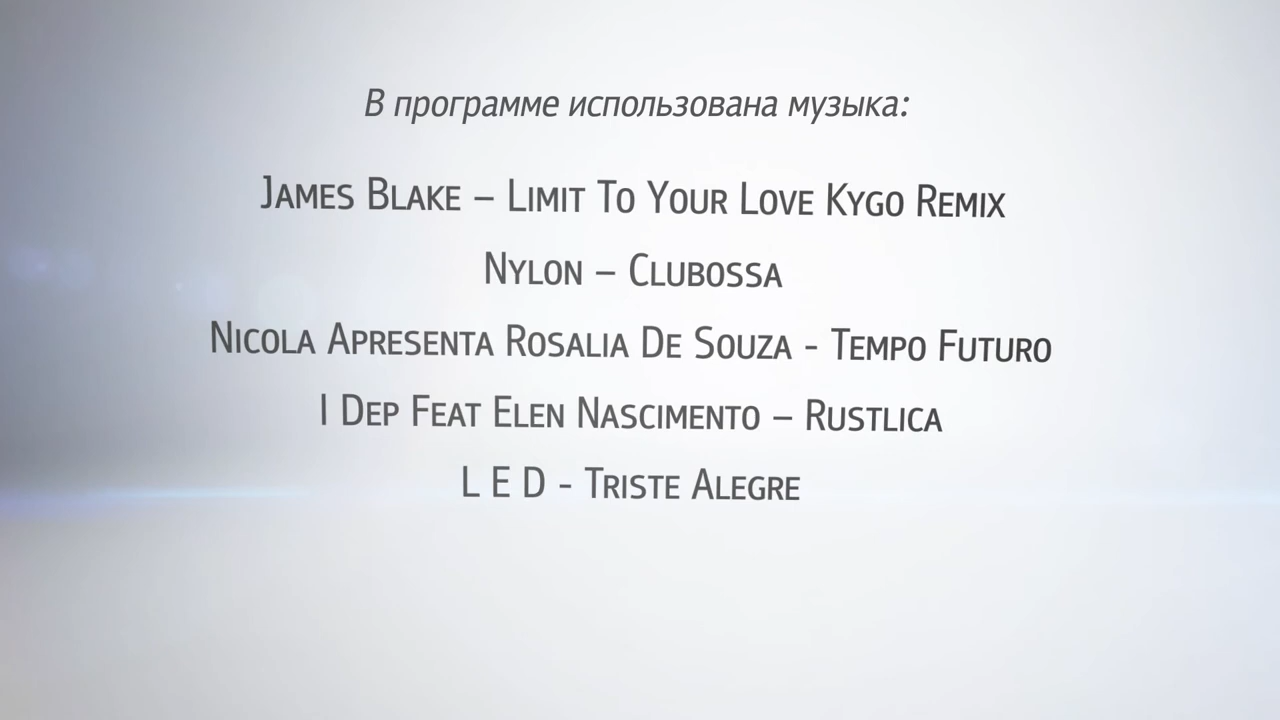 В программе использована музыка:
James Blake – Limit To Your Love Kygo Remix
Nylon – Clubossa
Nicola Apresenta Rosalia De Souza - Tempo Futuro
I Dep Feat Elen Nascimento – Rustlica
L E D - Triste Alegre